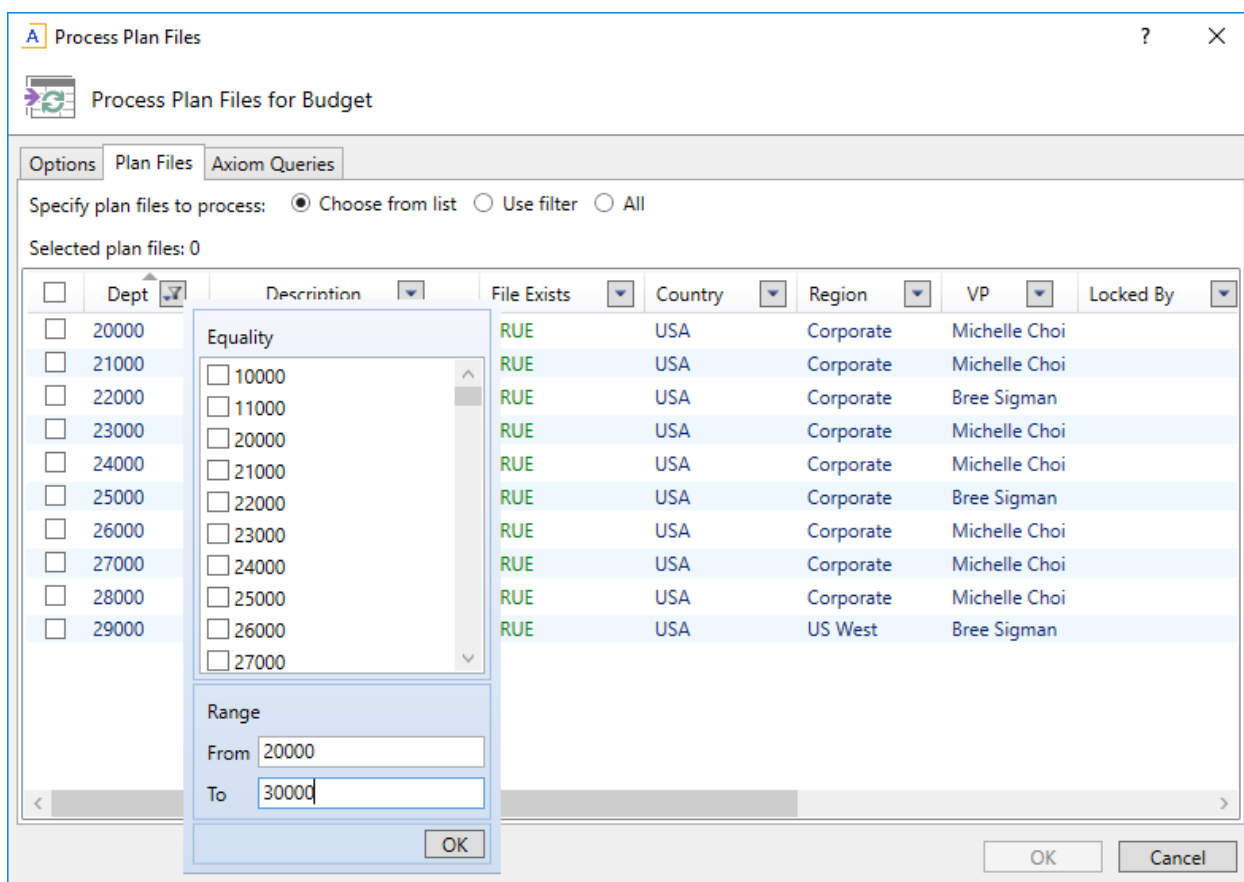 A Process Plan Files ?
Process Plan Files for Budget
Options Plan Files Axiom Queries
Specify plan files to process: Choose from list Use filter All
Selected plan files: 0
Dept Description File Exists Country Region VP Locked By
20000 RUE USA Corporate Michelle Choi
21000 RUE USA Corporate Michelle Choi
22000 RUE USA Corporate Bree Sigman
23000 RUE USA Corporate Michelle Choi
24000 RUE USA Corporate Michelle Choi
25000 RUE USA Corporate Bree Sigman
26000 RUE USA Corporate Michelle Choi
27000 RUE USA Corporate Michelle Choi
28000 RUE USA Corporate Michelle Choi
29000 RUE USA US West Bree Sigman
Equality
10000
11000
20000
21000
22000
23000
24000
25000
26000
27000
Range
From 20000
To 30000
OK
OK Cancel